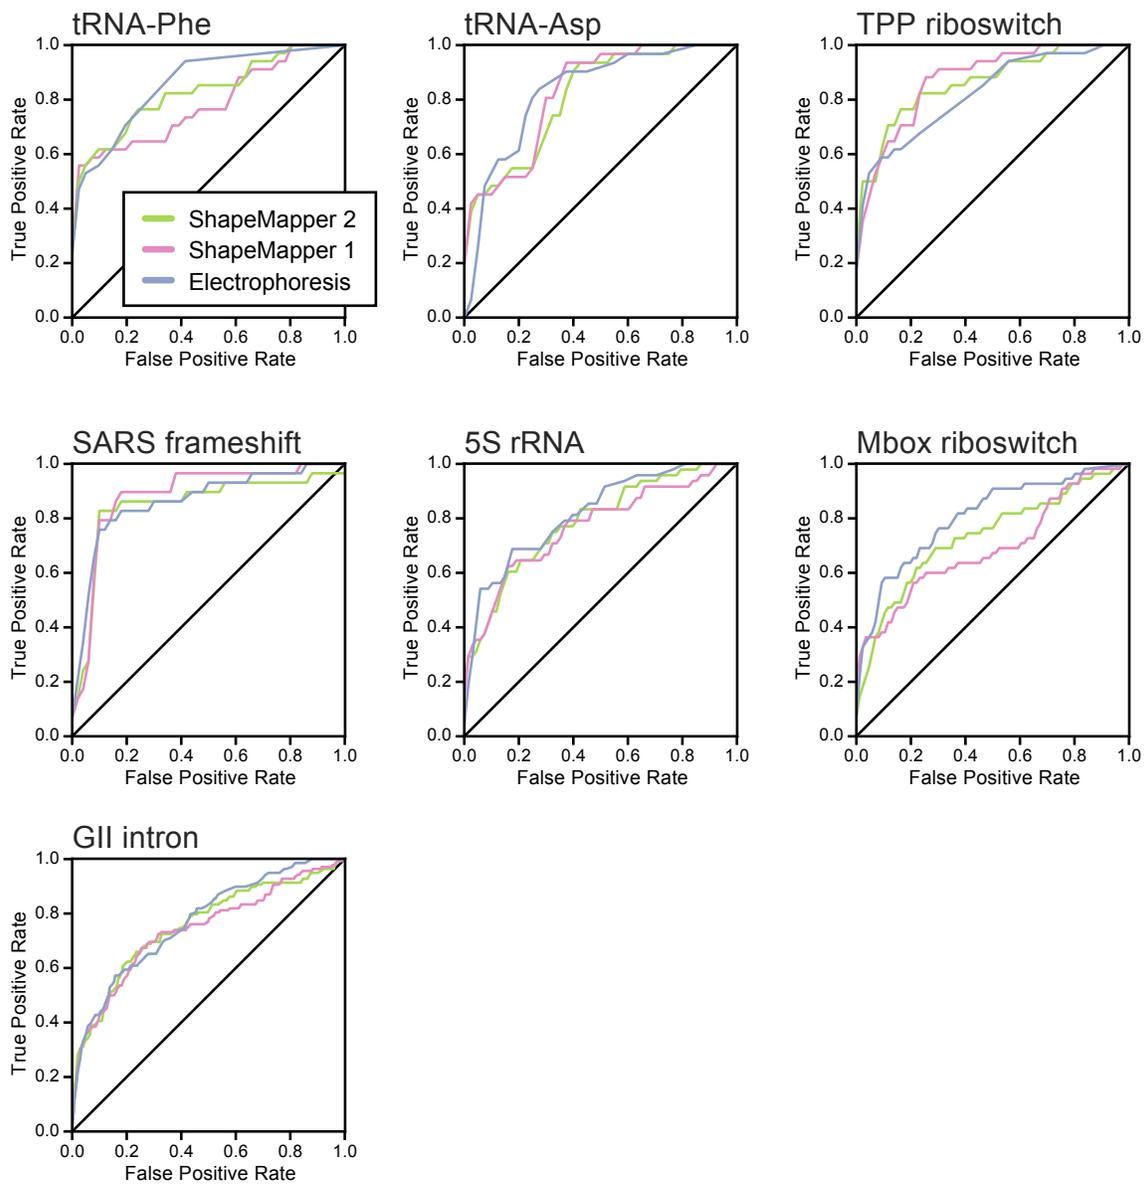 tRNA-Phe
tRNA-Asp
TPP riboswitch
1.0
0.8
0.6
0.4
0.2
0.0
True Positive Rate
0.0 0.2 0.4 0.6 0.8 1.0
False Positive Rate
ShapeMapper 2
ShapeMapper 1
Electrophoresis
1.0
0.8
0.6
0.4
0.2
0.0
True Positive Rate
0.0 0.2 0.4 0.6 0.8 1.0
False Positive Rate
1.0
0.8
0.6
0.4
0.2
0.0
True Positive Rate
0.0 0.2 0.4 0.6 0.8 1.0
False Positive Rate
SARS frameshift
5S rRNA
Mbox riboswitch
1.0
0.8
0.6
0.4
0.2
0.0
True Positive Rate
0.0 0.2 0.4 0.6 0.8 1.0
False Positive Rate
1.0
0.8
0.6
0.4
0.2
0.0
True Positive Rate
0.0 0.2 0.4 0.6 0.8 1.0
False Positive Rate
1.0
0.8
0.6
0.4
0.2
0.0
True Positive Rate
0.0 0.2 0.4 0.6 0.8 1.0
False Positive Rate
GII intron
1.0
0.8
0.6
0.4
0.2
0.0
True Positive Rate
0.0 0.2 0.4 0.6 0.8 1.0
False Positive Rate